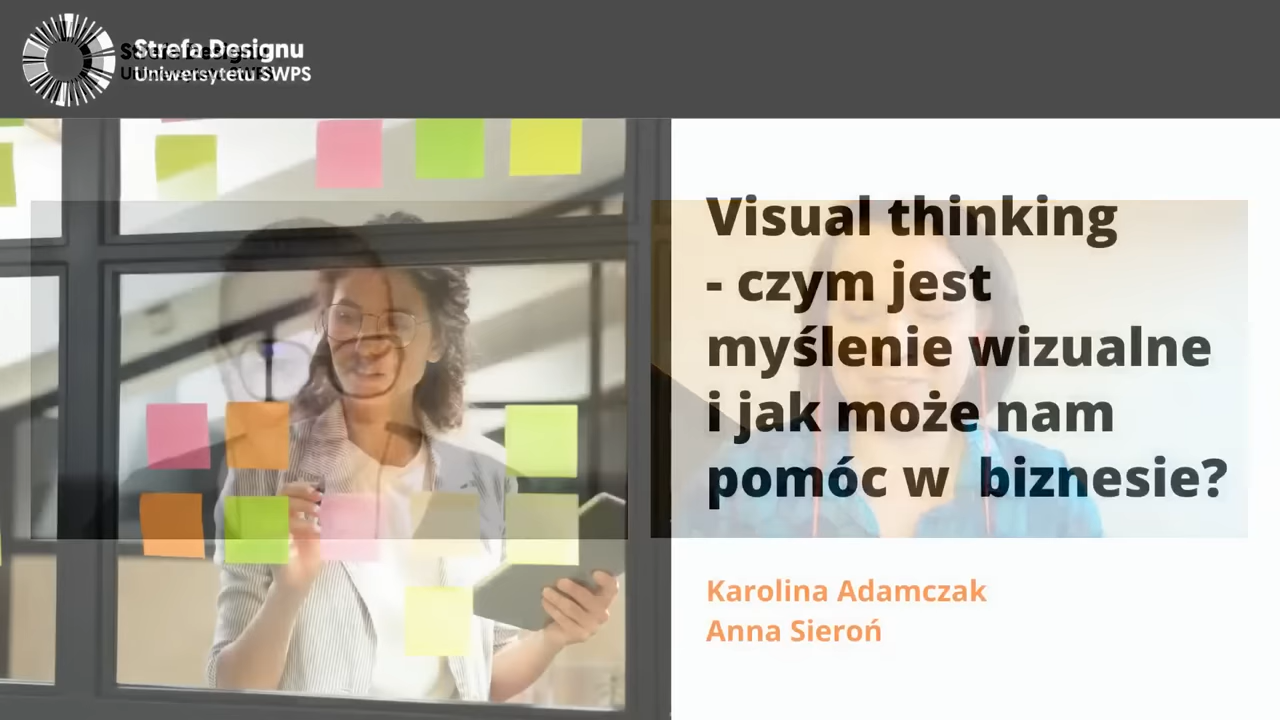 Strefa Designu
Uniwersytetu SWPS
Visual thinking
- czym jest
myślenie wizualne
i jak może nam
pomóc w biznesie?
Karolina Adamczak
Anna Sieroń